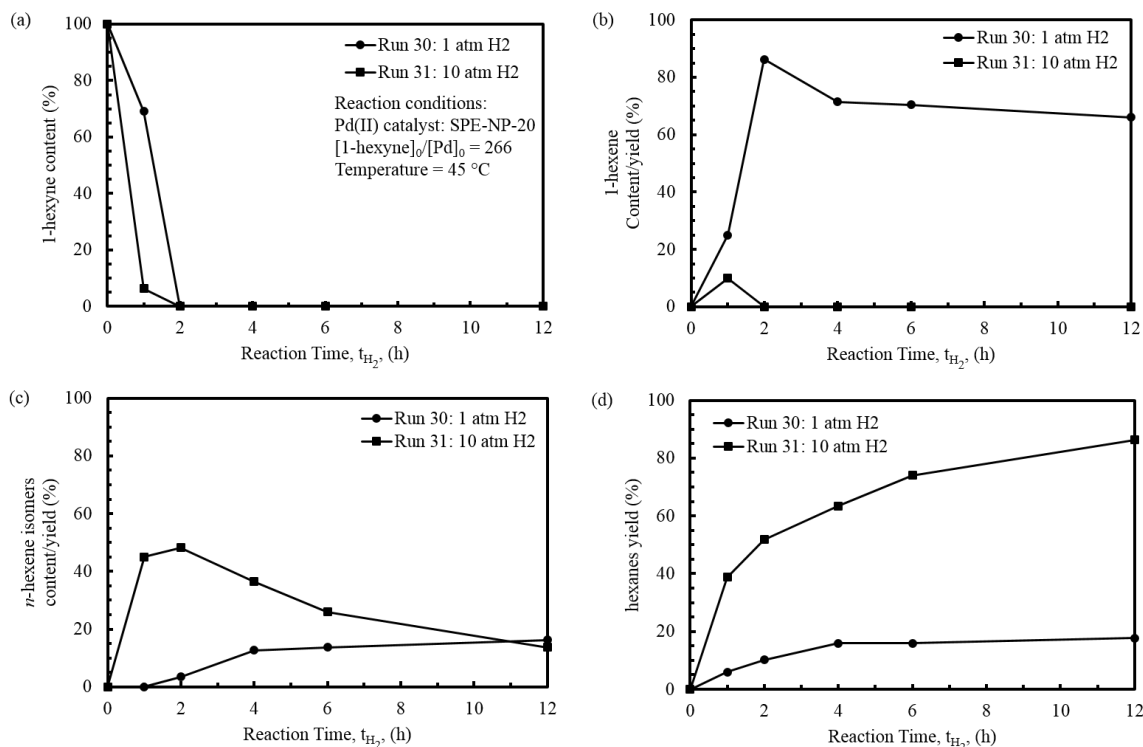 (a)
100
80
60
40
20
0
1-hexyne content (%)
Run 30: 1 atm H2
Run 31: 10 atm H2
Reaction conditions:
Pd(II) catalyst: SPE-NP-20
[1-hexyne]₀/[Pd]₀ = 266
Temperature = 45 °C
0 2 4 6 8 10 12
Reaction Time, t_H₂, (h)
(b)
100
80
60
40
20
0
1-hexene
Content/yield (%)
Run 30: 1 atm H2
Run 31: 10 atm H2
0 2 4 6 8 10 12
Reaction Time, t_H₂, (h)
(c)
100
80
60
40
20
0
n-hexene isomers
content/yield (%)
Run 30: 1 atm H2
Run 31: 10 atm H2
0 2 4 6 8 10 12
Reaction Time, t_H₂, (h)
(d)
100
80
60
40
20
0
hexanes yield (%)
Run 30: 1 atm H2
Run 31: 10 atm H2
0 2 4 6 8 10 12
Reaction Time, t_H₂, (h)